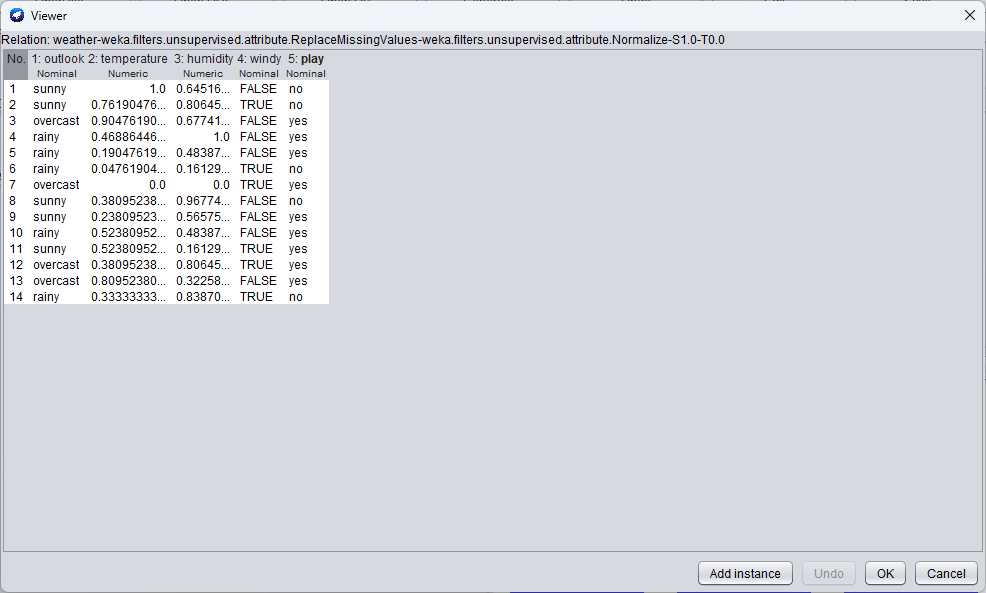 Viewer
Relation: weather-weka.filters.unsupervised.attribute.ReplaceMissingValues-weka.filters.unsupervised.attribute.Normalize-S1.0-T0.0
No. 1: outlook 2: temperature 3: humidity 4: windy 5: play
Nominal Numeric Numeric Nominal Nominal
1 sunny 1.0 0.64516... FALSE no
2 sunny 0.76190476... 0.80645... TRUE no
3 overcast 0.90476190... 0.67741... FALSE yes
4 rainy 0.46886446... 1.0 FALSE yes
5 rainy 0.19047619... 0.48387... FALSE yes
6 rainy 0.04761904... 0.16129... TRUE no
7 overcast 0.0 0.0 TRUE yes
8 sunny 0.38095238... 0.96774... FALSE no
9 sunny 0.23809523... 0.56575... FALSE yes
10 rainy 0.52380952... 0.48387... FALSE yes
11 sunny 0.52380952... 0.16129... TRUE yes
12 overcast 0.38095238... 0.80645... TRUE yes
13 overcast 0.80952380... 0.32258... FALSE yes
14 rainy 0.33333333... 0.83870... TRUE no
Add instance Undo OK Cancel